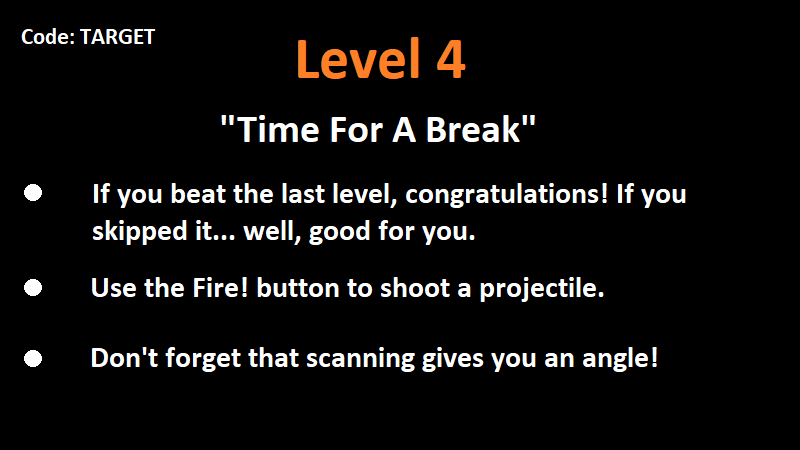 Code: TARGET
Level 4
"Time For A Break"
If you beat the last level, congratulations! If you
skipped it... well, good for you.
Use the Fire! button to shoot a projectile.
Don't forget that scanning gives you an angle!